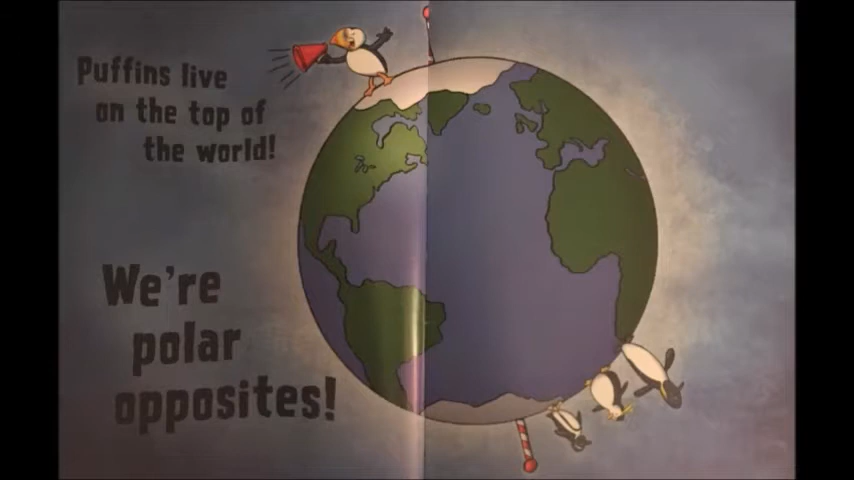 Puffins live
on the top of
the world!
We're
polar
opposites!